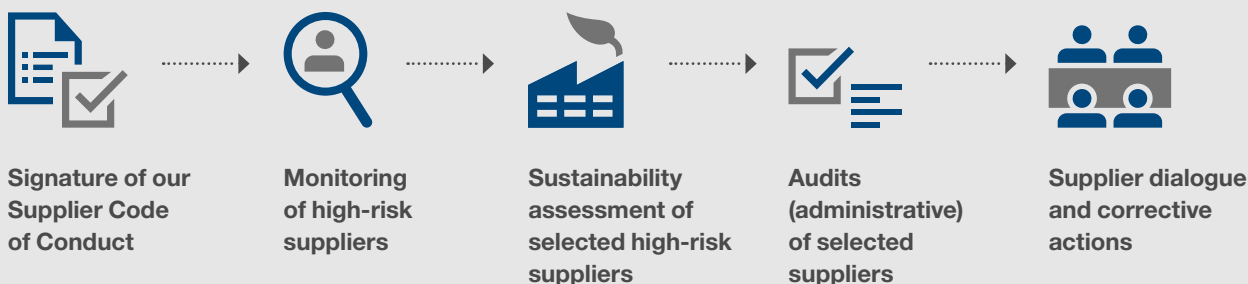 Signature of our
Supplier Code
of Conduct
Monitoring
of high-risk
suppliers
Sustainability
assessment of
selected high-risk
suppliers
Audits
(administrative)
of selected
suppliers
Supplier dialogue
and corrective
actions